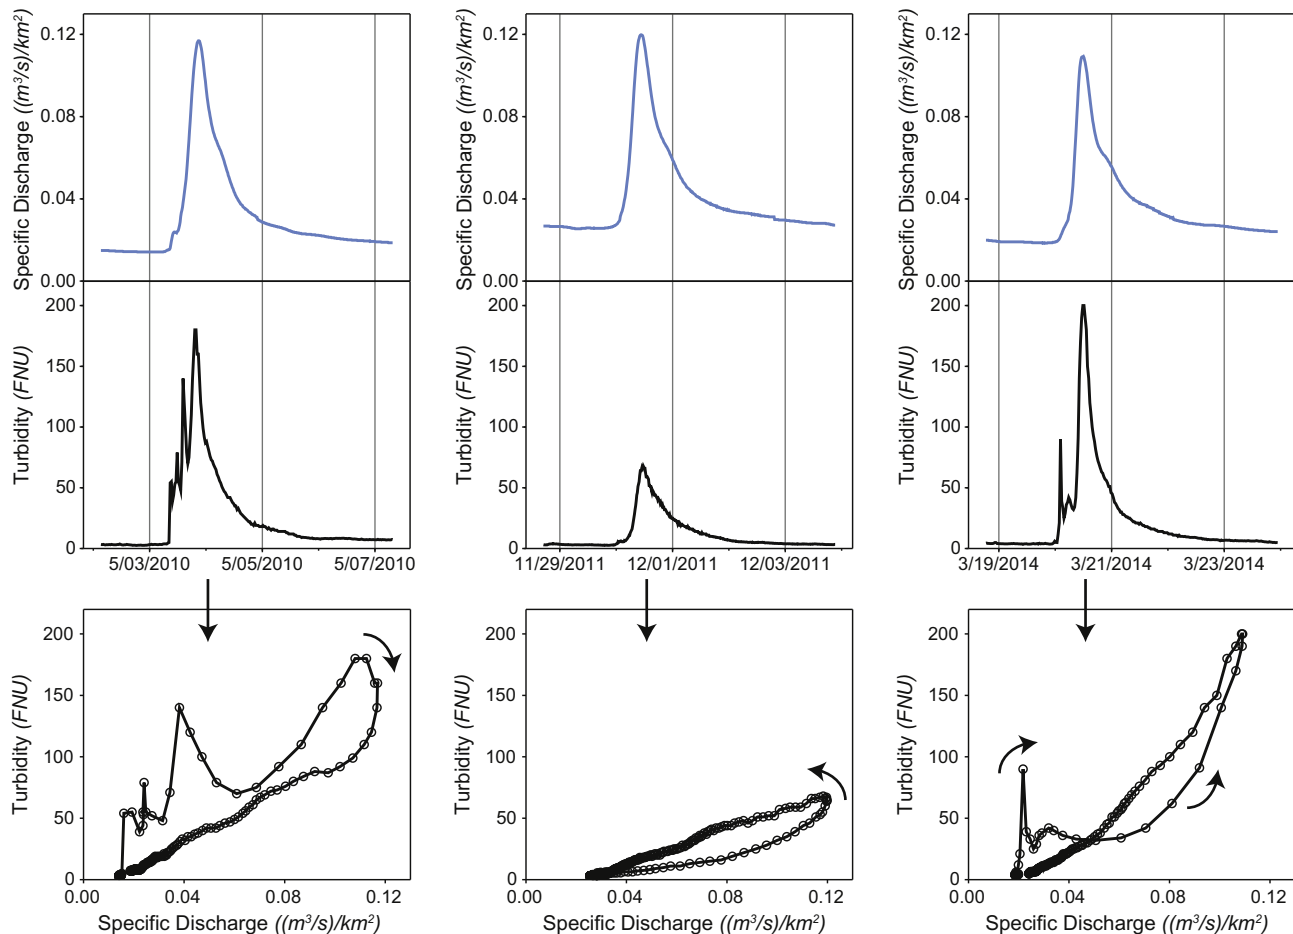 Specific Discharge ((m³/s)/km²)
0.12
0.08
0.04
0.00
Specific Discharge ((m³/s)/km²)
0.12
0.08
0.04
0.00
Specific Discharge ((m³/s)/km²)
0.12
0.08
0.04
0.00
Turbidity (FNU)
200
150
100
50
0
5/03/2010 5/05/2010 5/07/2010
Turbidity (FNU)
200
150
100
50
0
11/29/2011 12/01/2011 12/03/2011
Turbidity (FNU)
200
150
100
50
0
3/19/2014 3/21/2014 3/23/2014
Turbidity (FNU)
200
150
100
50
0
0.00 0.04 0.08 0.12
Specific Discharge ((m³/s)/km²)
Turbidity (FNU)
200
150
100
50
0
0.00 0.04 0.08 0.12
Specific Discharge ((m³/s)/km²)
Turbidity (FNU)
200
150
100
50
0
0.00 0.04 0.08 0.12
Specific Discharge ((m³/s)/km²)